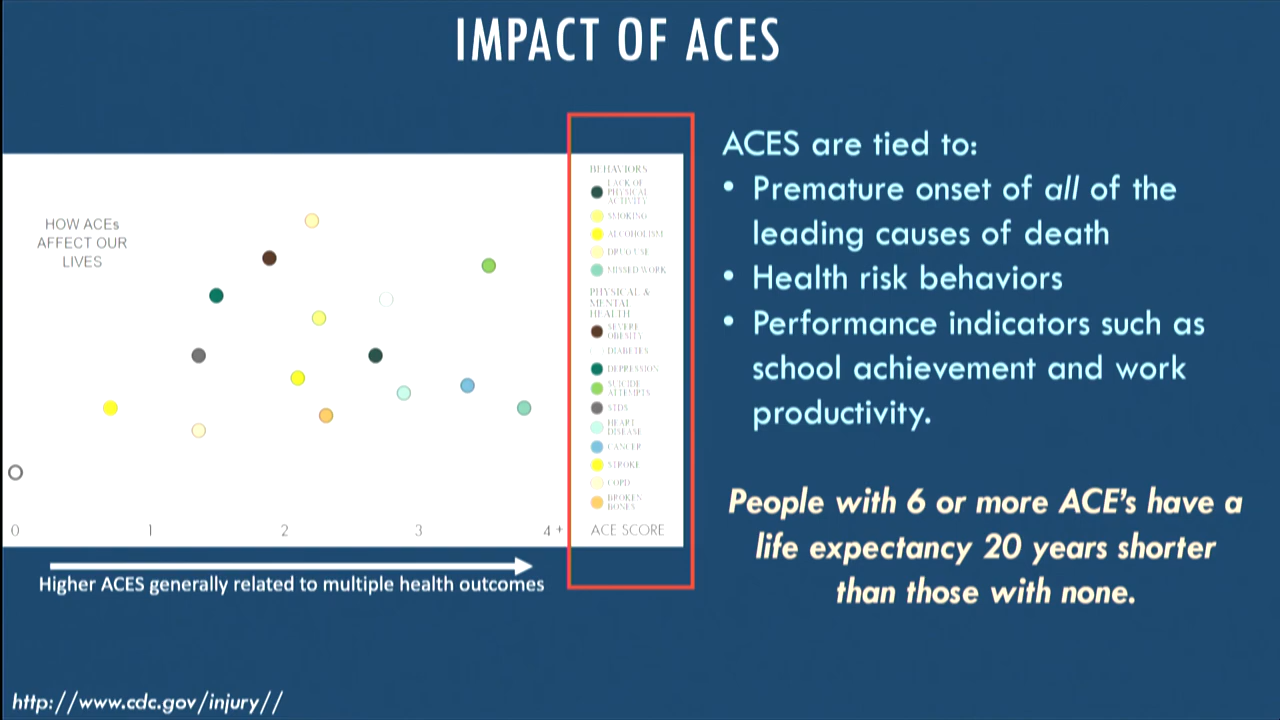 IMPACT OF ACES
HOW ACEs
AFFECT OUR
LIVES
0
1
2
3
4 +
ACE SCORE
BEHAVIORS
LACK OF
PHYSICAL
ACTIVITY
SMOKING
ALCOHOLISM
DRUG USE
MISSED WORK
PHYSICAL &
MENTAL
HEALTH
SEVERE
OBESITY
DIABETES
DEPRESSION
SUICIDE
ATTEMPTS
STDS
HEART
DISEASE
CANCER
STROKE
COPD
BROKEN
BONES
Higher ACES generally related to multiple health outcomes
ACES are tied to:
• Premature onset of all of the
leading causes of death
• Health risk behaviors
• Performance indicators such as
school achievement and work
productivity.
People with 6 or more ACE's have a
life expectancy 20 years shorter
than those with none.
http://www.cdc.gov/injury//